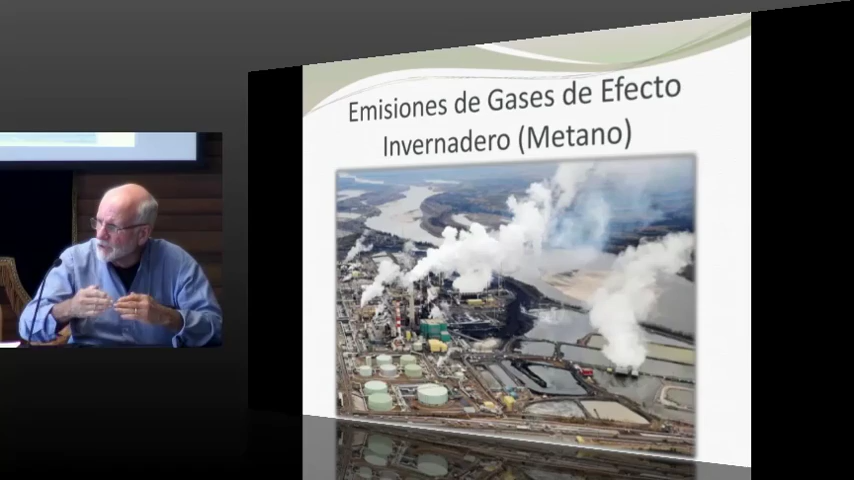 Emisiones de Gases de Efecto
Invernadero (Metano)